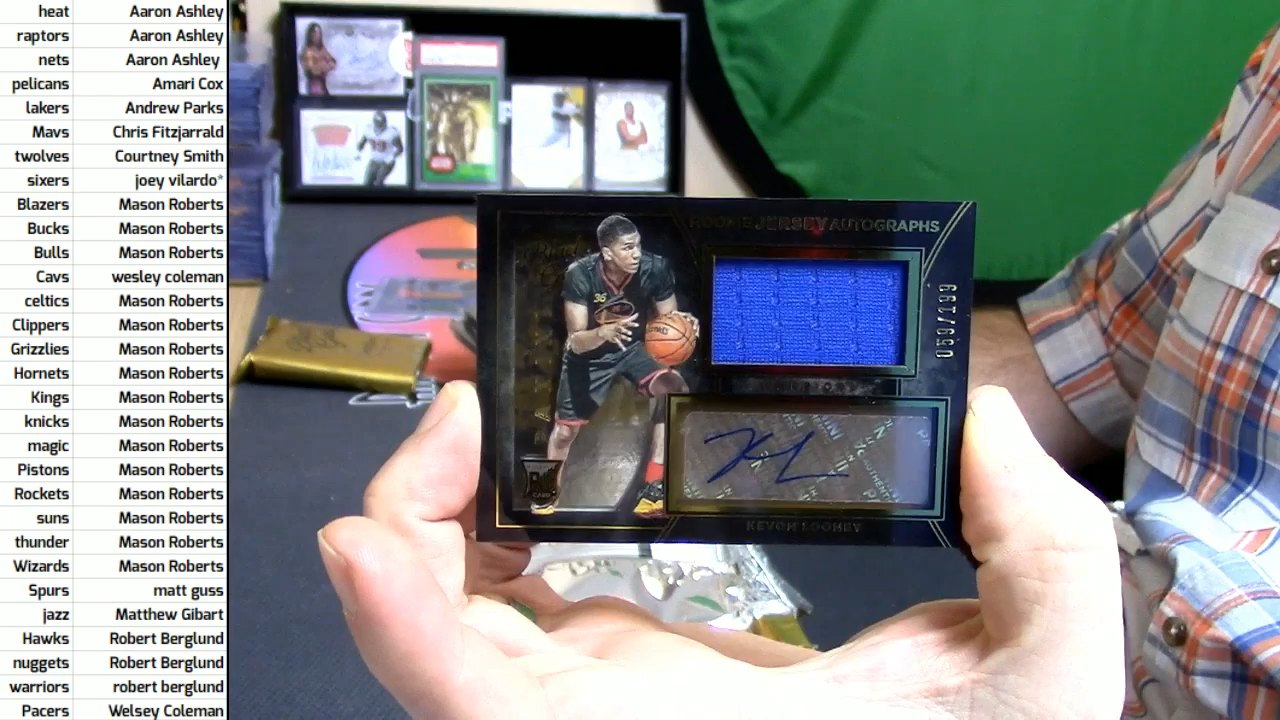 heat Aaron Ashley
raptors Aaron Ashley
nets Aaron Ashley
pelicans Amari Cox
lakers Andrew Parks
Mavs Chris Fitzjarrald
twolves Courtney Smith
sixers joey vilardo*
Blazers Mason Roberts
Bucks Mason Roberts
Bulls Mason Roberts
Cavs wesley coleman
celtics Mason Roberts
Clippers Mason Roberts
Grizzlies Mason Roberts
Hornets Mason Roberts
Kings Mason Roberts
knicks Mason Roberts
magic Mason Roberts
Pistons Mason Roberts
Rockets Mason Roberts
suns Mason Roberts
thunder Mason Roberts
Wizards Mason Roberts
Spurs matt guss
jazz Matthew Gibart
Hawks Robert Berglund
nuggets Robert Berglund
warriors robert berglund
Pacers Welsey Coleman
ROOKIE JERSEY AUTOGRAPHS
059/199
36
KEVON LOONEY